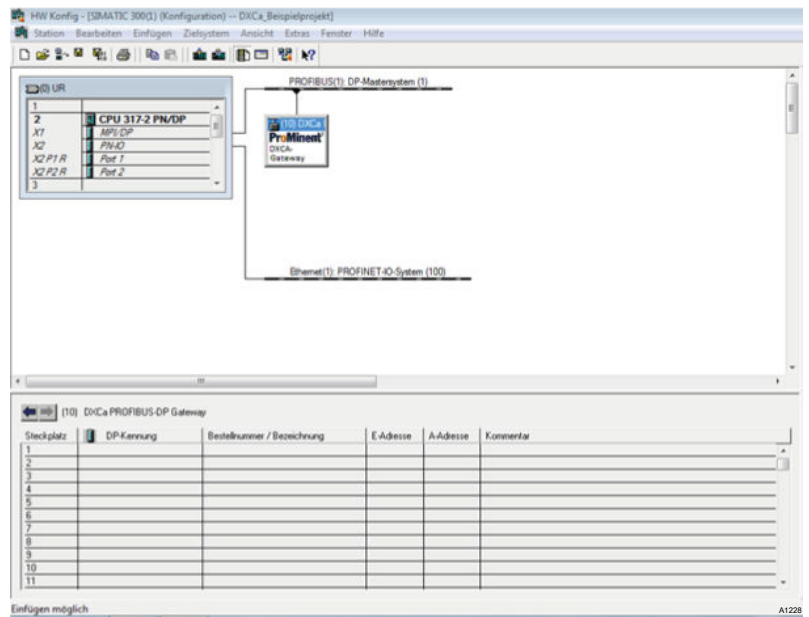 HW Konfig - [SIMATIC 300(1) (Konfiguration) -- DXCa_Beispielprojekt]
Station Bearbeiten Einfügen Zielsystem Ansicht Extras Fenster Hilfe
(0) UR
1
2 CPU 317-2 PN/DP
X1 MPI/DP
X2 PN-IO
X2 P1 R Port 1
X2 P2 R Port 2
3
PROFIBUS(1): DP-Mastersystem (1)
(10) DXCa
ProMinent
DXCA-
Gateway
Ethernet(1): PROFINET-IO-System (100)
(10) DXCa PROFIBUS-DP Gateway
Steckplatz DP-Kennung Bestellnummer / Bezeichnung E-Adresse A-Adresse Kommentar
1
2
3
4
5
6
7
8
9
10
11
Einfügen möglich
A1228